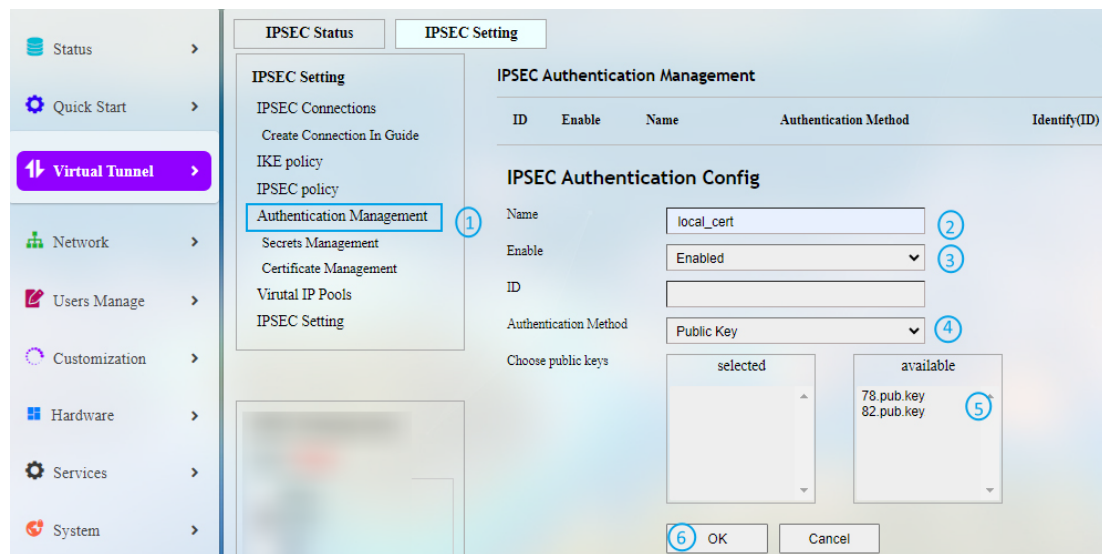 IPSEC Status
IPSEC Setting
Status
Quick Start
Virtual Tunnel
Network
Users Manage
Customization
Hardware
Services
System
IPSEC Setting
IPSEC Connections
Create Connection In Guide
IKE policy
IPSEC policy
Authentication Management
1
Secrets Management
Certificate Management
Virutal IP Pools
IPSEC Setting
IPSEC Authentication Management
ID Enable Name Authentication Method Identify(ID)
IPSEC Authentication Config
Name local_cert 2
Enable Enabled 3
ID
Authentication Method Public Key 4
Choose public keys
selected
available
78.pub.key
82.pub.key
5
6 OK Cancel